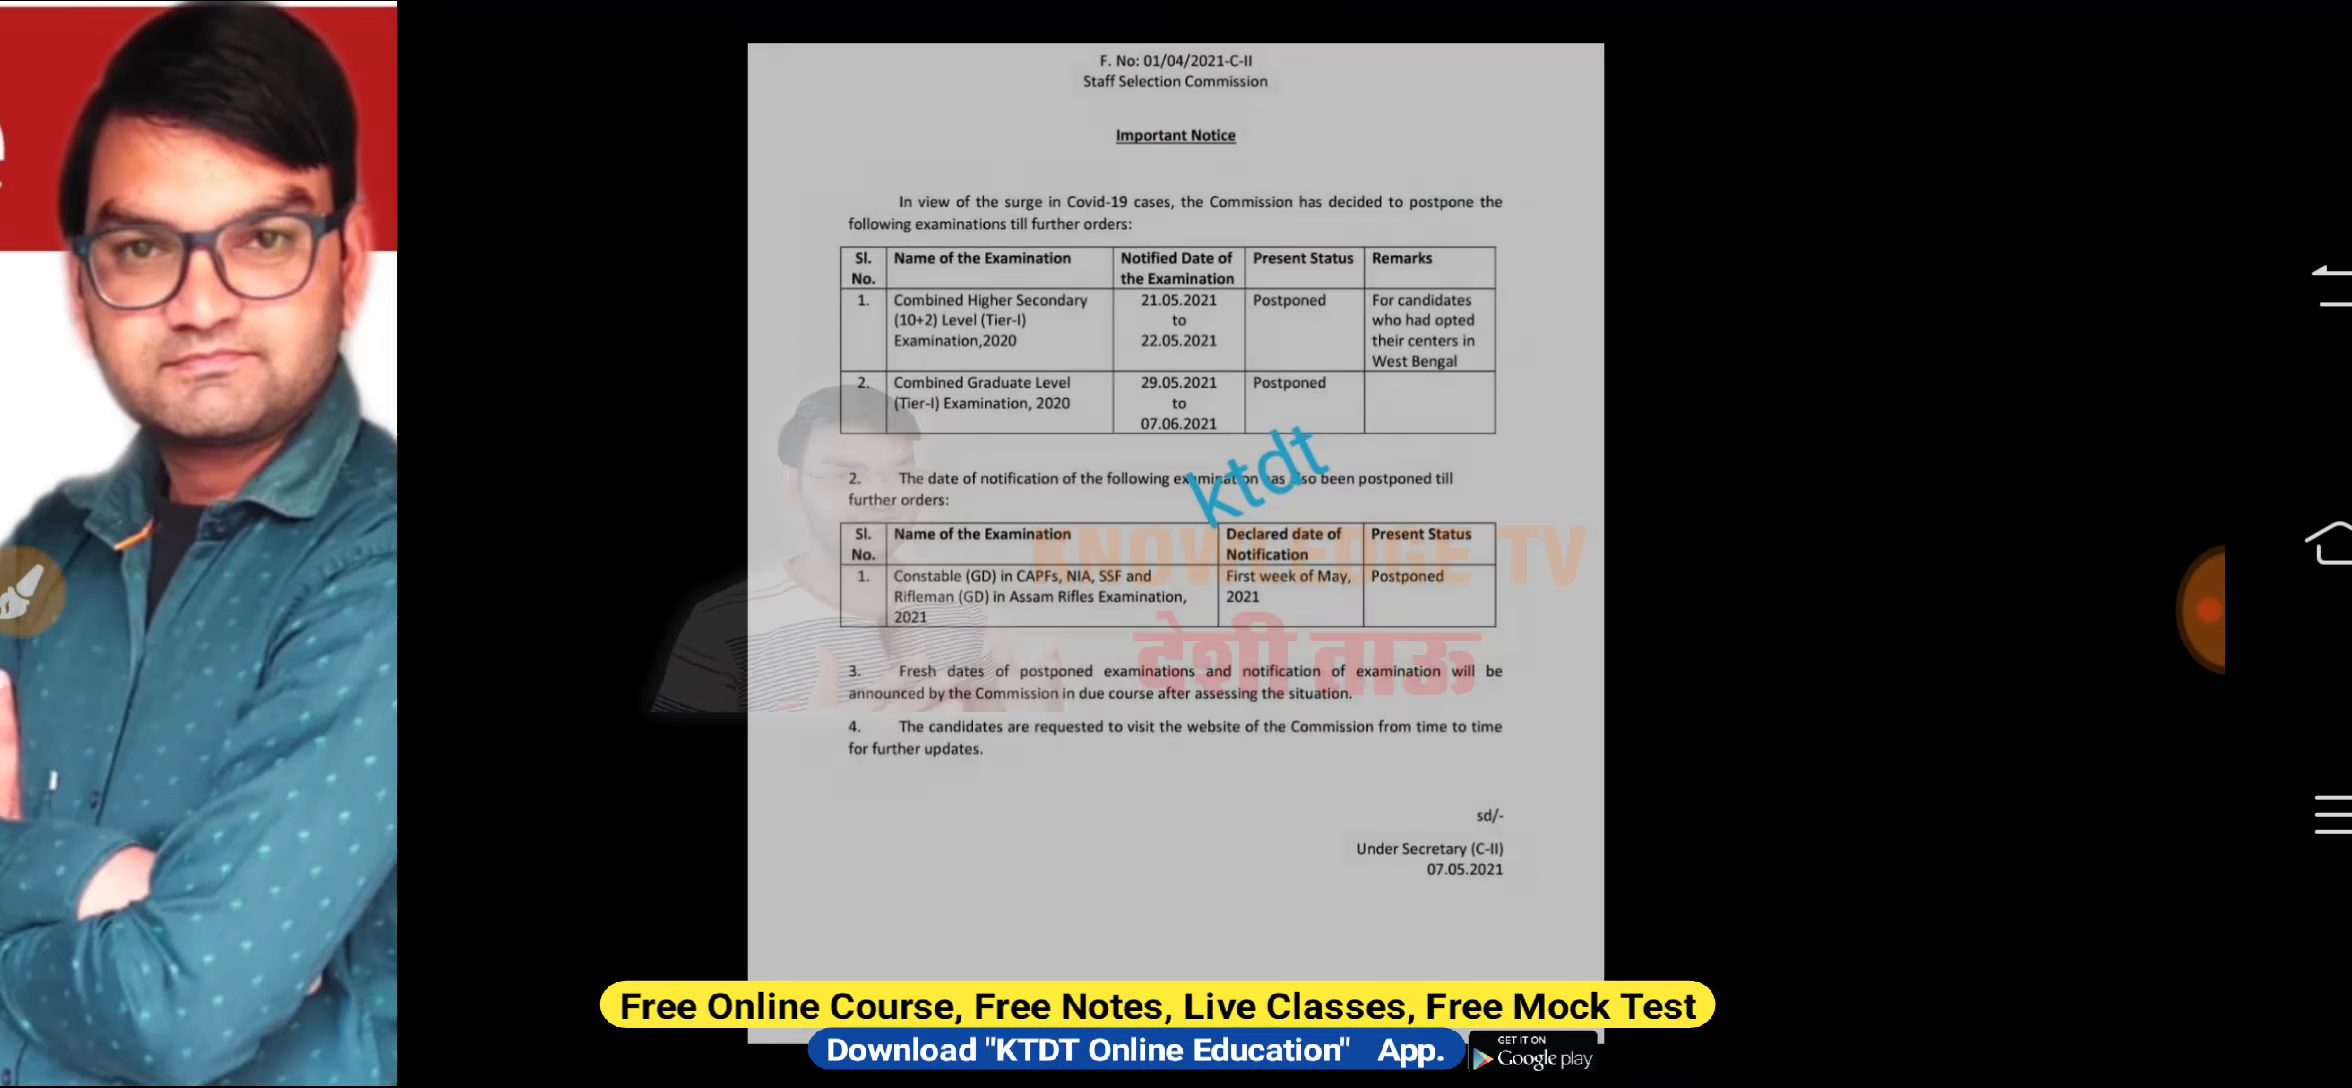 F. No: 01/04/2021-C-II
Staff Selection Commission
Important Notice
In view of the surge in Covid-19 cases, the Commission has decided to postpone the
following examinations till further orders:
Sl. No. Name of the Examination Notified Date of the Examination Present Status Remarks
1. Combined Higher Secondary (10+2) Level (Tier-I) Examination,2020 21.05.2021 to 22.05.2021 Postponed For candidates who had opted their centers in West Bengal
2. Combined Graduate Level (Tier-I) Examination, 2020 29.05.2021 to 07.06.2021 Postponed
ktdt
2. The date of notification of the following examination has also been postponed till
further orders:
KNOWLEDGE TV
Sl. No. Name of the Examination Declared date of Notification Present Status
1. Constable (GD) in CAPFs, NIA, SSF and Rifleman (GD) in Assam Rifles Examination, 2021 First week of May, 2021 Postponed
देशी ताऊ
3. Fresh dates of postponed examinations and notification of examination will be
announced by the Commission in due course after assessing the situation.
4. The candidates are requested to visit the website of the Commission from time to time
for further updates.
sd/-
Under Secretary (C-II)
07.05.2021
Free Online Course, Free Notes, Live Classes, Free Mock Test
Download "KTDT Online Education" App.
GET IT ON
Google play